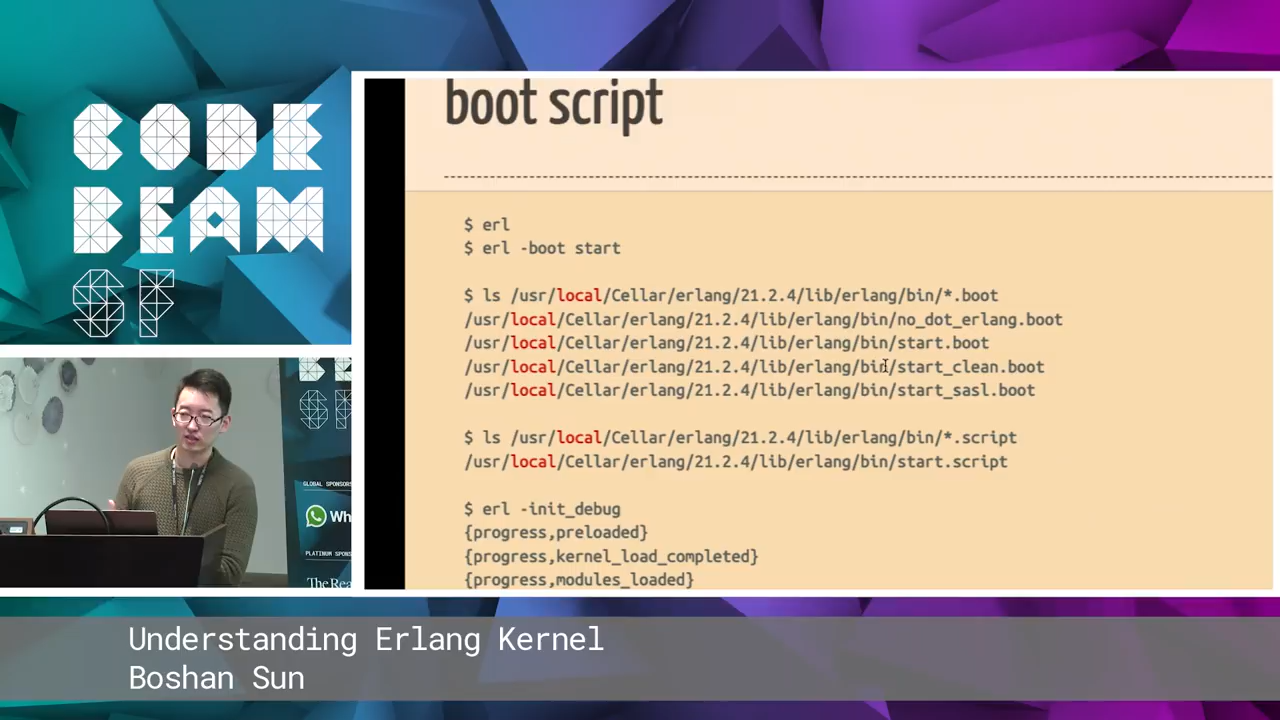 CODE
BEAM
SF
boot script
$ erl
$ erl -boot start
$ ls /usr/local/Cellar/erlang/21.2.4/lib/erlang/bin/*.boot
/usr/local/Cellar/erlang/21.2.4/lib/erlang/bin/no_dot_erlang.boot
/usr/local/Cellar/erlang/21.2.4/lib/erlang/bin/start.boot
/usr/local/Cellar/erlang/21.2.4/lib/erlang/bin/start_clean.boot
/usr/local/Cellar/erlang/21.2.4/lib/erlang/bin/start_sasl.boot
$ ls /usr/local/Cellar/erlang/21.2.4/lib/erlang/bin/*.script
/usr/local/Cellar/erlang/21.2.4/lib/erlang/bin/start.script
$ erl -init_debug
{progress,preloaded}
{progress,kernel_load_completed}
{progress,modules_loaded}
BE
SF
GLOBAL SPONSORS
Wh
PLATINUM SPONS
The Rea
Understanding Erlang Kernel
Boshan Sun